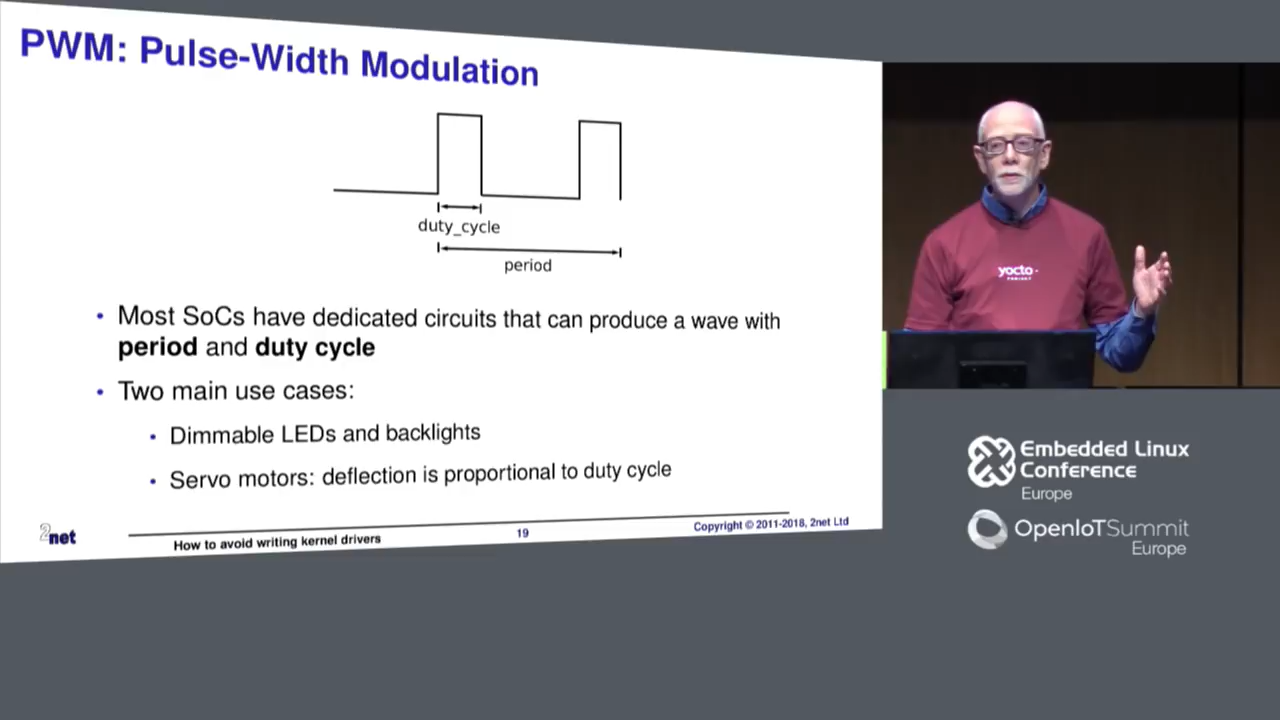 PWM: Pulse-Width Modulation
duty_cycle
period
• Most SoCs have dedicated circuits that can produce a wave with
period and duty cycle
• Two main use cases:
• Dimmable LEDs and backlights
• Servo motors: deflection is proportional to duty cycle
2net
How to avoid writing kernel drivers
19
Copyright © 2011-2018, 2net Ltd
yocto
PROJECT
Embedded Linux
Conference
Europe
OpenIoTSummit
Europe